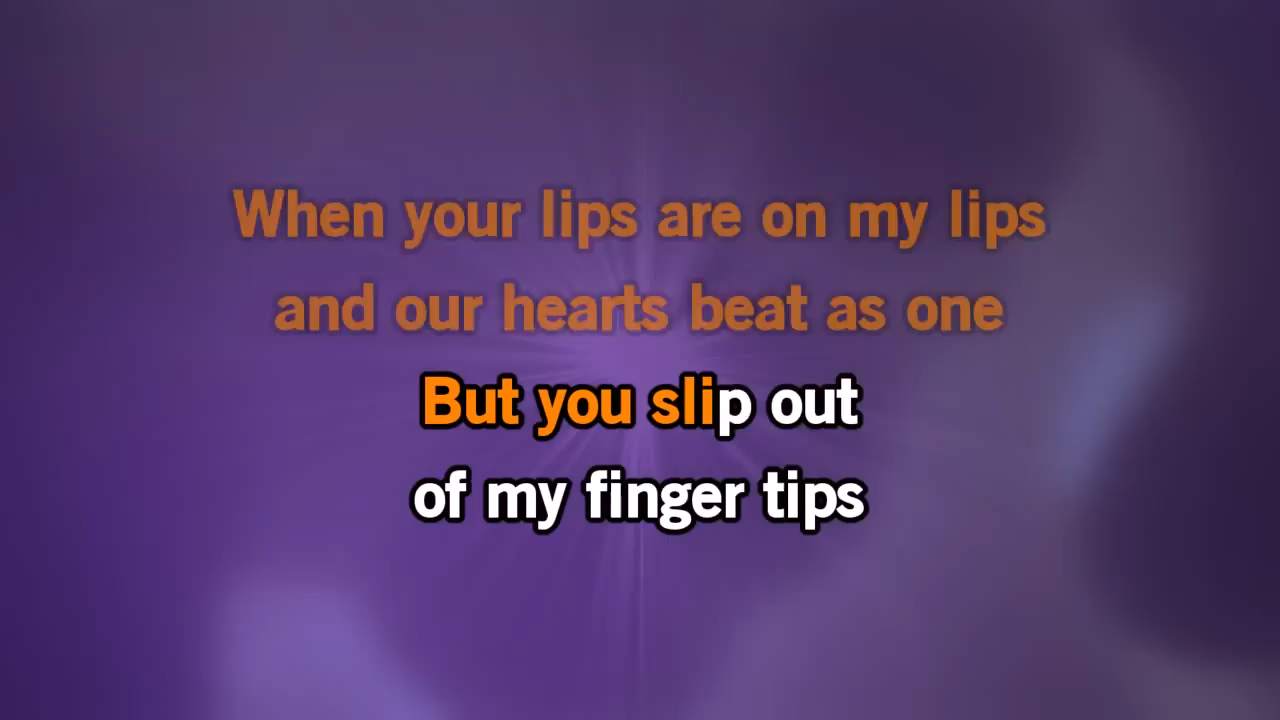 When your lips are on my lips
and our hearts beat as one
But you slip out
of my finger tips